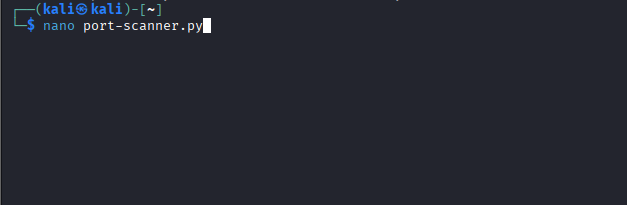 ┌──(kali㉿kali)-[~]
└─$ nano port-scanner.py